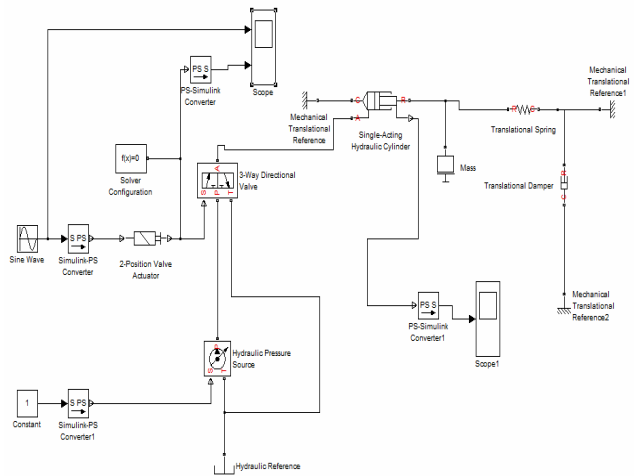 PS S
PS-Simulink
Converter
Scope
Mechanical
Translational
Reference1
C
R
A
Mechanical
Translational
Reference
Single-Acting
Hydraulic Cylinder
R
C
Translational Spring
f(x)=0
Solver
Configuration
A
S
P
T
3-Way Directional
Valve
Mass
R
C
Translational Damper
Sine Wave
S PS
Simulink-PS
Converter
2-Position Valve
Actuator
PS S
PS-Simulink
Converter1
Scope1
Mechanical
Translational
Reference2
P
S
T
Hydraulic Pressure
Source
1
Constant
S PS
Simulink-PS
Converter1
Hydraulic Reference